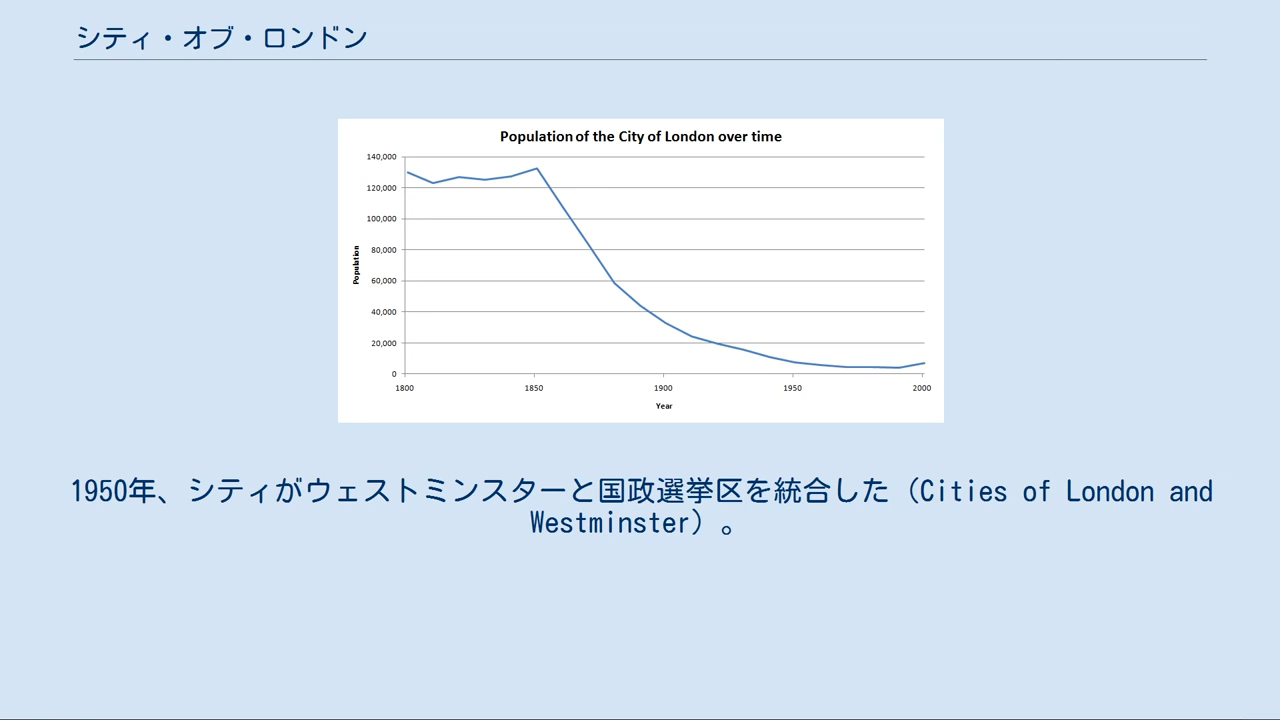 シティ・オブ・ロンドン
Population of the City of London over time
140,000
120,000
100,000
80,000
60,000
40,000
20,000
0
Population
1800 1850 1900 1950 2000
Year
1950年、シティがウェストミンスターと国政選挙区を統合した（Cities of London and
Westminster）。